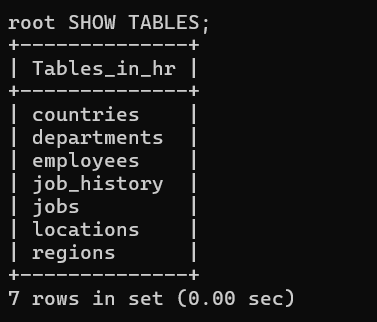 root SHOW TABLES;
+--------------+
| Tables_in_hr |
+--------------+
| countries    |
| departments  |
| employees    |
| job_history  |
| jobs         |
| locations    |
| regions      |
+--------------+
7 rows in set (0.00 sec)